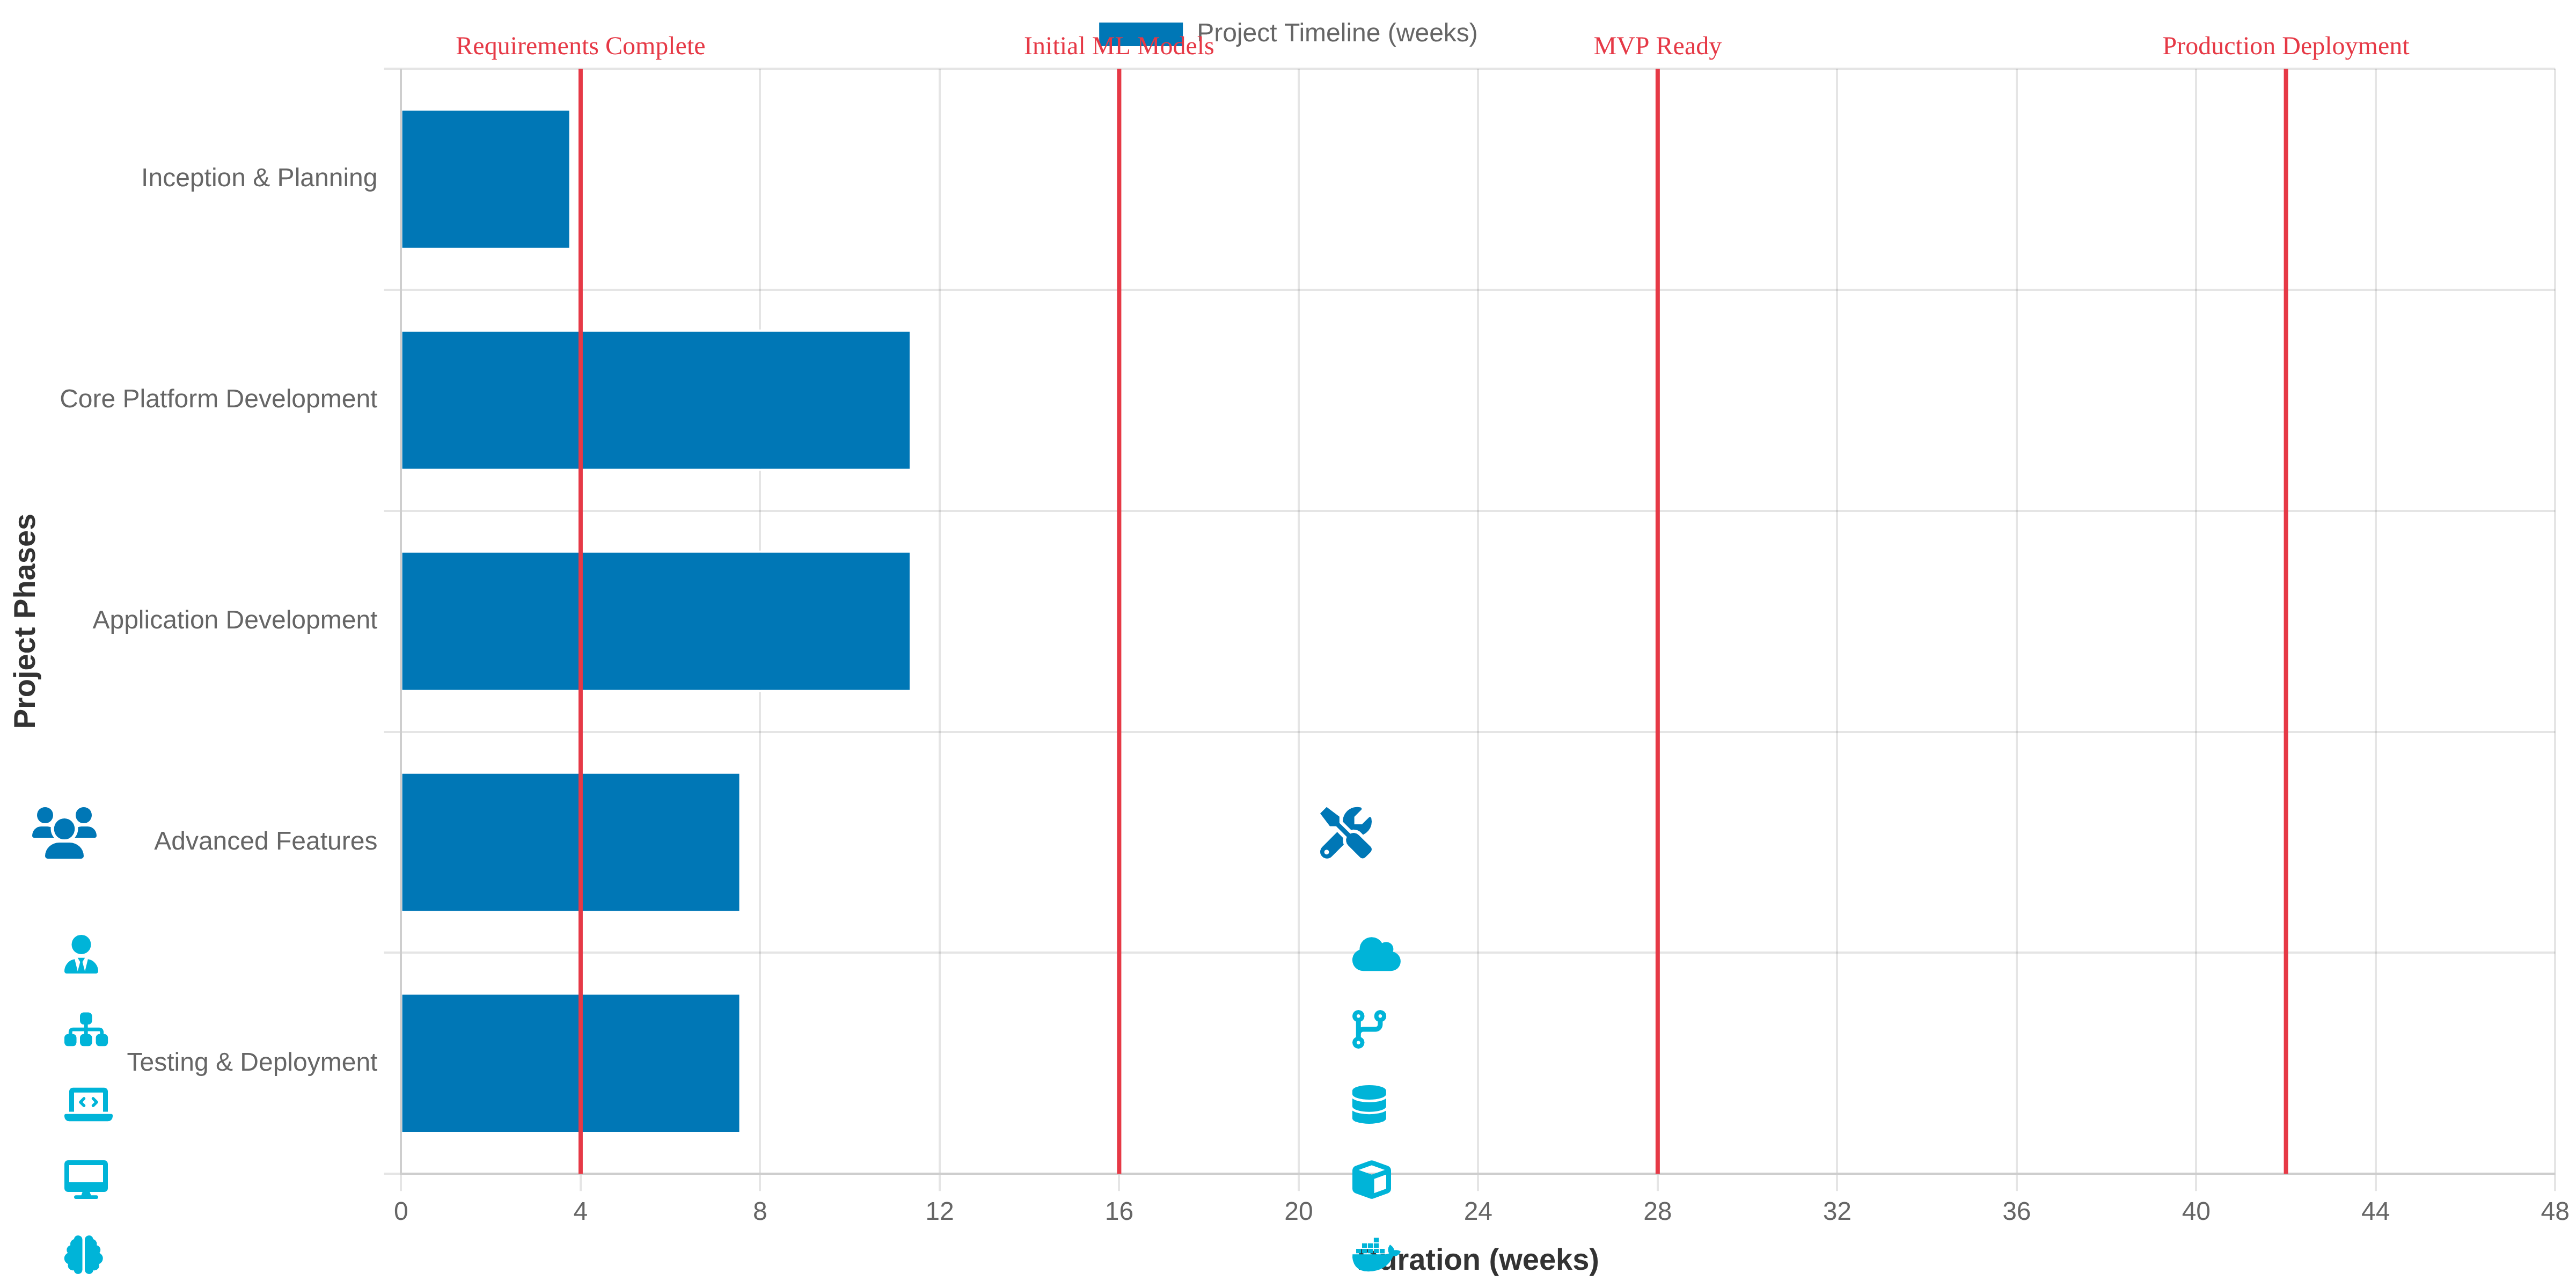 Project Timeline (weeks)
Requirements Complete
Initial ML Models
MVP Ready
Production Deployment
Project Phases
Inception & Planning
Core Platform Development
Application Development
Advanced Features
Testing & Deployment
0 4 8 12 16 20 24 28 32 36 40 44 48
Duration (weeks)